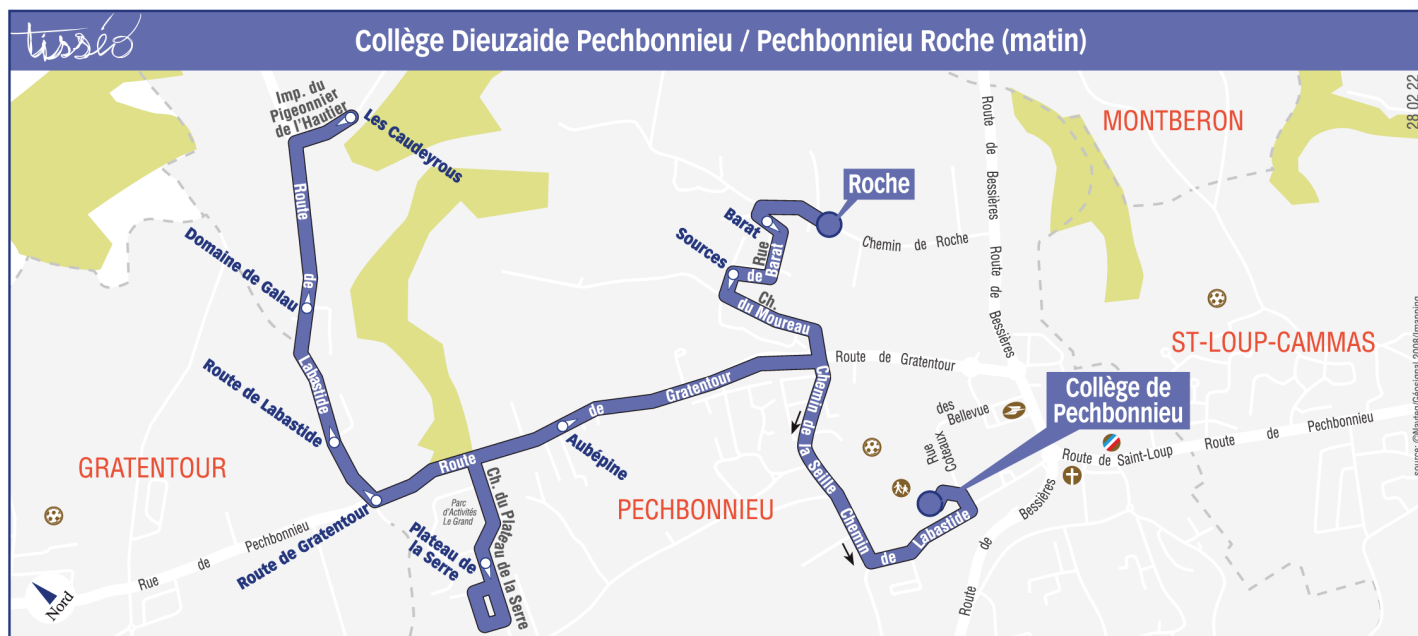 tisséo
Collège Dieuzaide Pechbonnieu / Pechbonnieu Roche (matin)
28 02 22
Imp. du
Pigeonnier
de l'Hautier
Les Caudeyrous
MONTBERON
Route de Bessières
Roche
Barat
Chemin de Roche
Route
Sources
Rue
de Barat
Domaine de Galau
de
Ch.
du Moureau
Route de Bessières
ST-LOUP-CAMMAS
Route de Gratentour
Labastide
Route de Labastide
Route de Gratentour
Chemin de la Seille
Collège de
Pechbonnieu
Rue des
Coteaux Bellevue
Aubépine
GRATENTOUR
Route de Saint-Loup
Route de Pechbonnieu
PECHBONNIEU
Parc
d'Activités
Le Grand
Ch. du Plateau de la Serre
Rue de Pechbonnieu
Route de Gratentour
Plateau de
la Serre
Chemin de Labastide
Route de Bessières
Nord